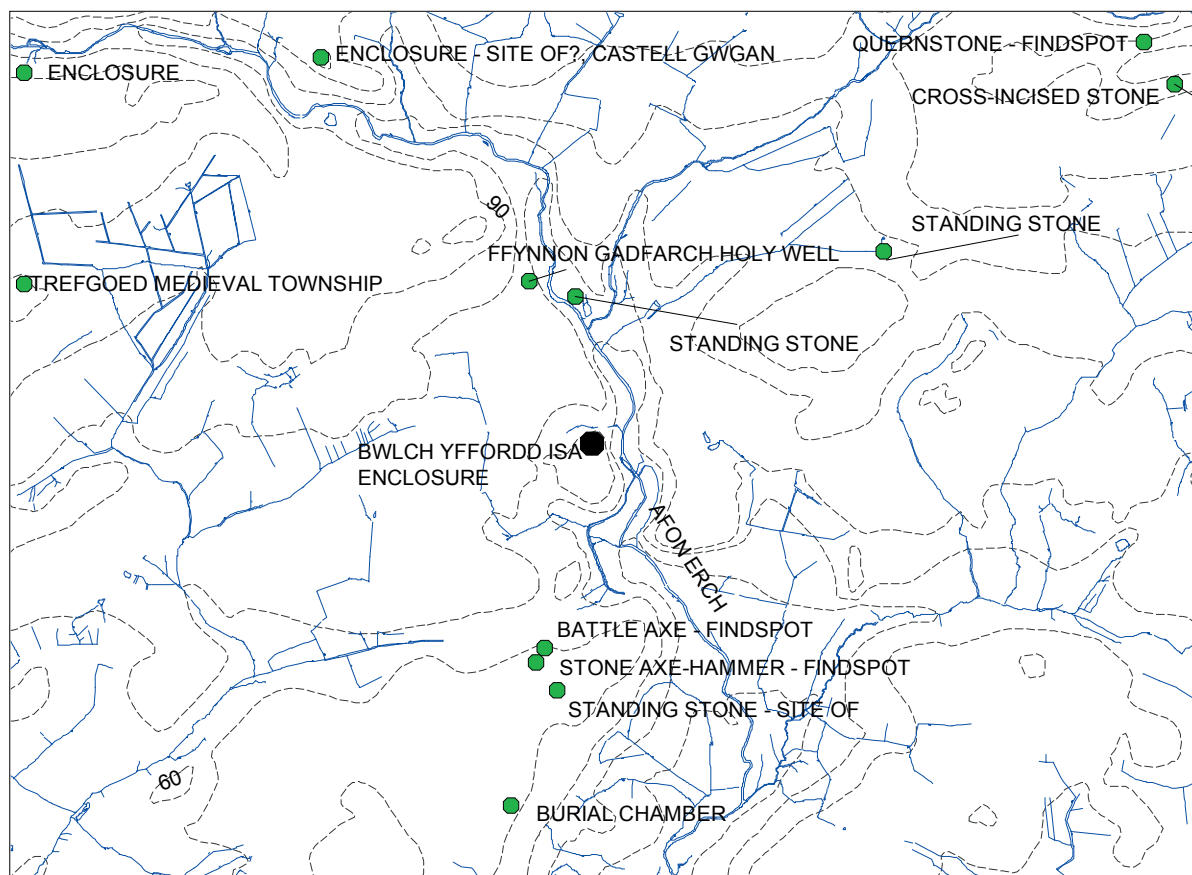 ENCLOSURE - SITE OF?, CASTELL GWGAN
QUERNSTONE - FINDSPOT
ENCLOSURE
CROSS-INCISED STONE
90
STANDING STONE
FFYNNON GADFARCH HOLY WELL
TREFGOED MEDIEVAL TOWNSHIP
STANDING STONE
BWLCH YFFORDD ISA
ENCLOSURE
AFON ERCH
BATTLE AXE - FINDSPOT
STONE AXE-HAMMER - FINDSPOT
STANDING STONE - SITE OF
60
BURIAL CHAMBER